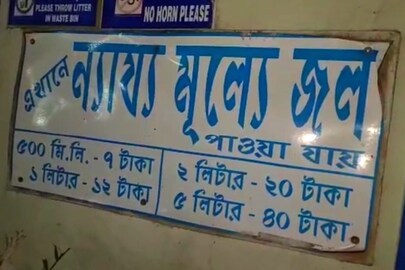 PLEASE THROW LITTER
IN WASTE BIN
NO HORN PLEASE
এখানে ন্যায্য মূল্যে জল
পাওয়া যায়
৫০০ মি.লি. - ৭ টাকা
১ লিটার - ১২ টাকা
২ লিটার - ২০ টাকা
৫ লিটার - ৪০ টাকা